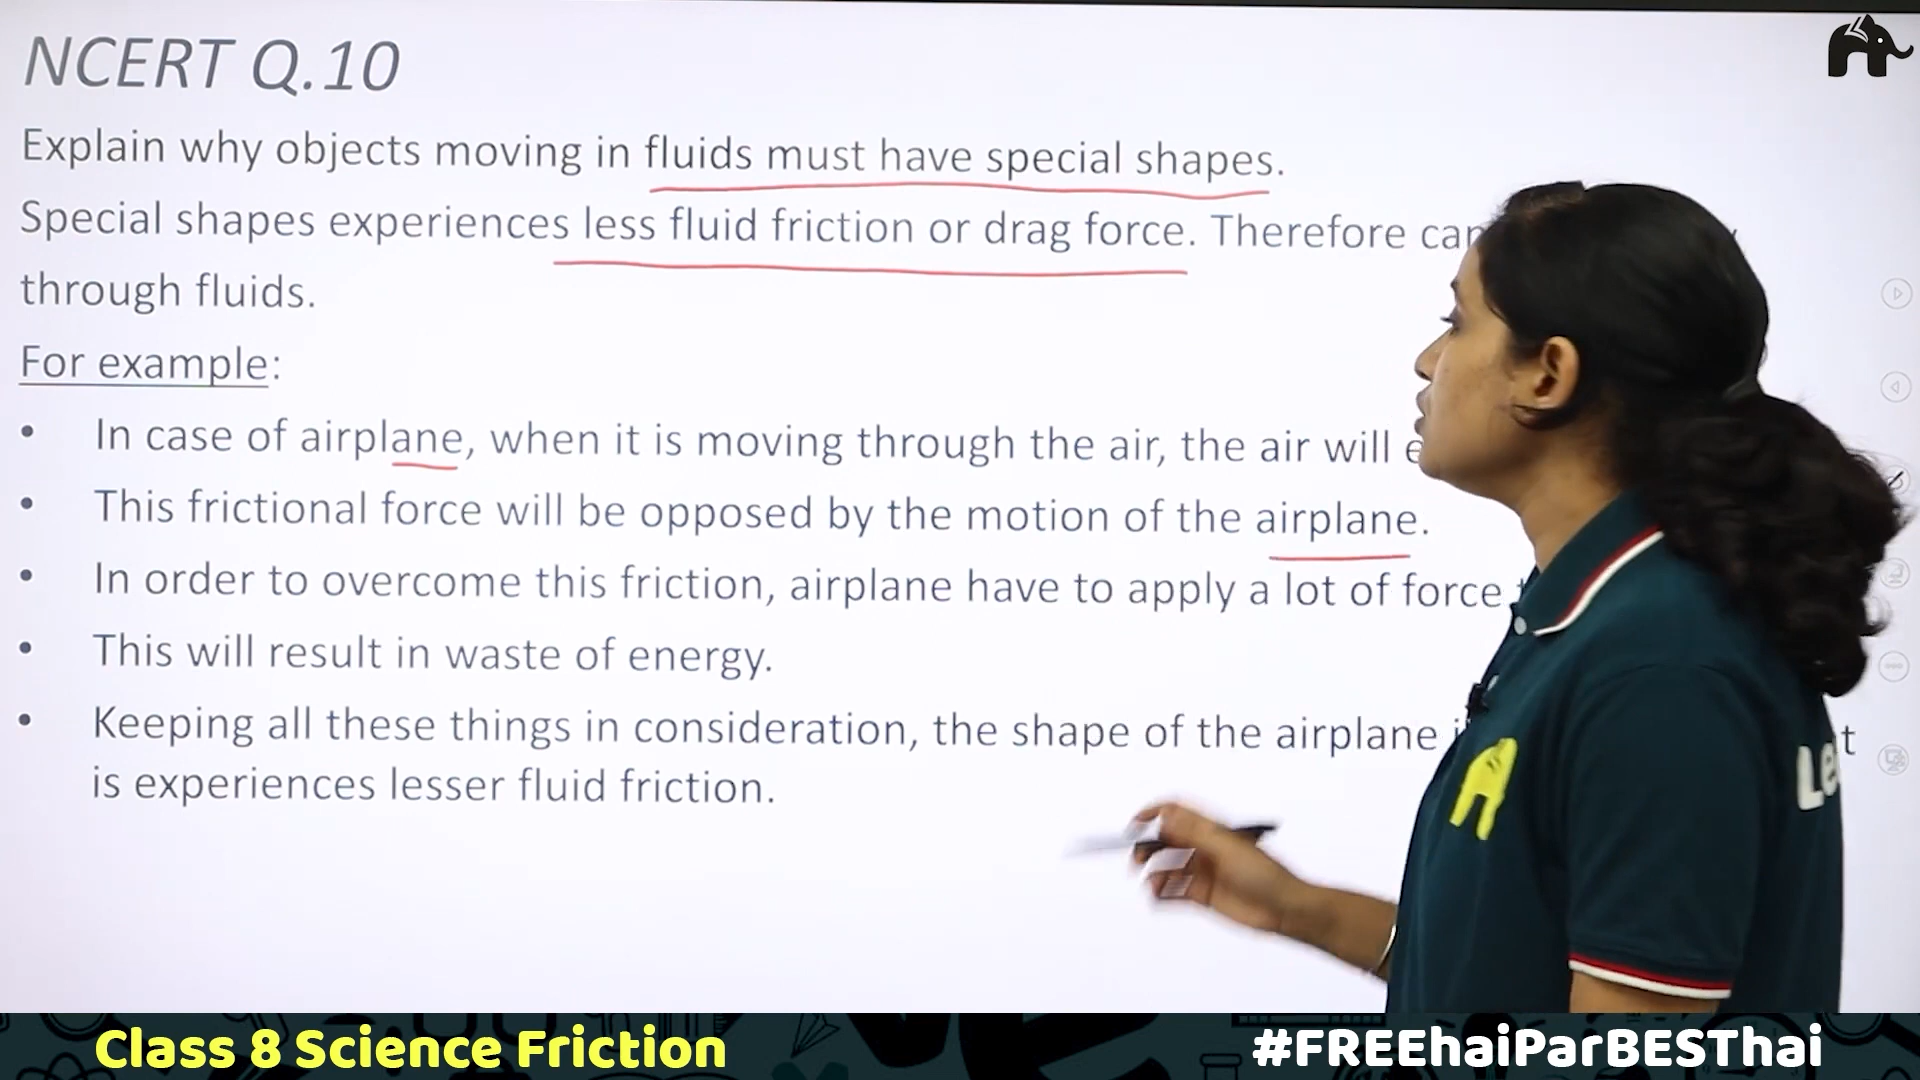 NCERT Q.10
Explain why objects moving in fluids must have special shapes.
Special shapes experiences less fluid friction or drag force. Therefore
through fluids.
For example:
• In case of airplane, when it is moving through the air, the air will
• This frictional force will be opposed by the motion of the airplane.
• In order to overcome this friction, airplane have to apply a lot of force
• This will result in waste of energy.
• Keeping all these things in consideration, the shape of the airplane
is experiences lesser fluid friction.
Class 8 Science Friction
#FREEhaiParBESThai